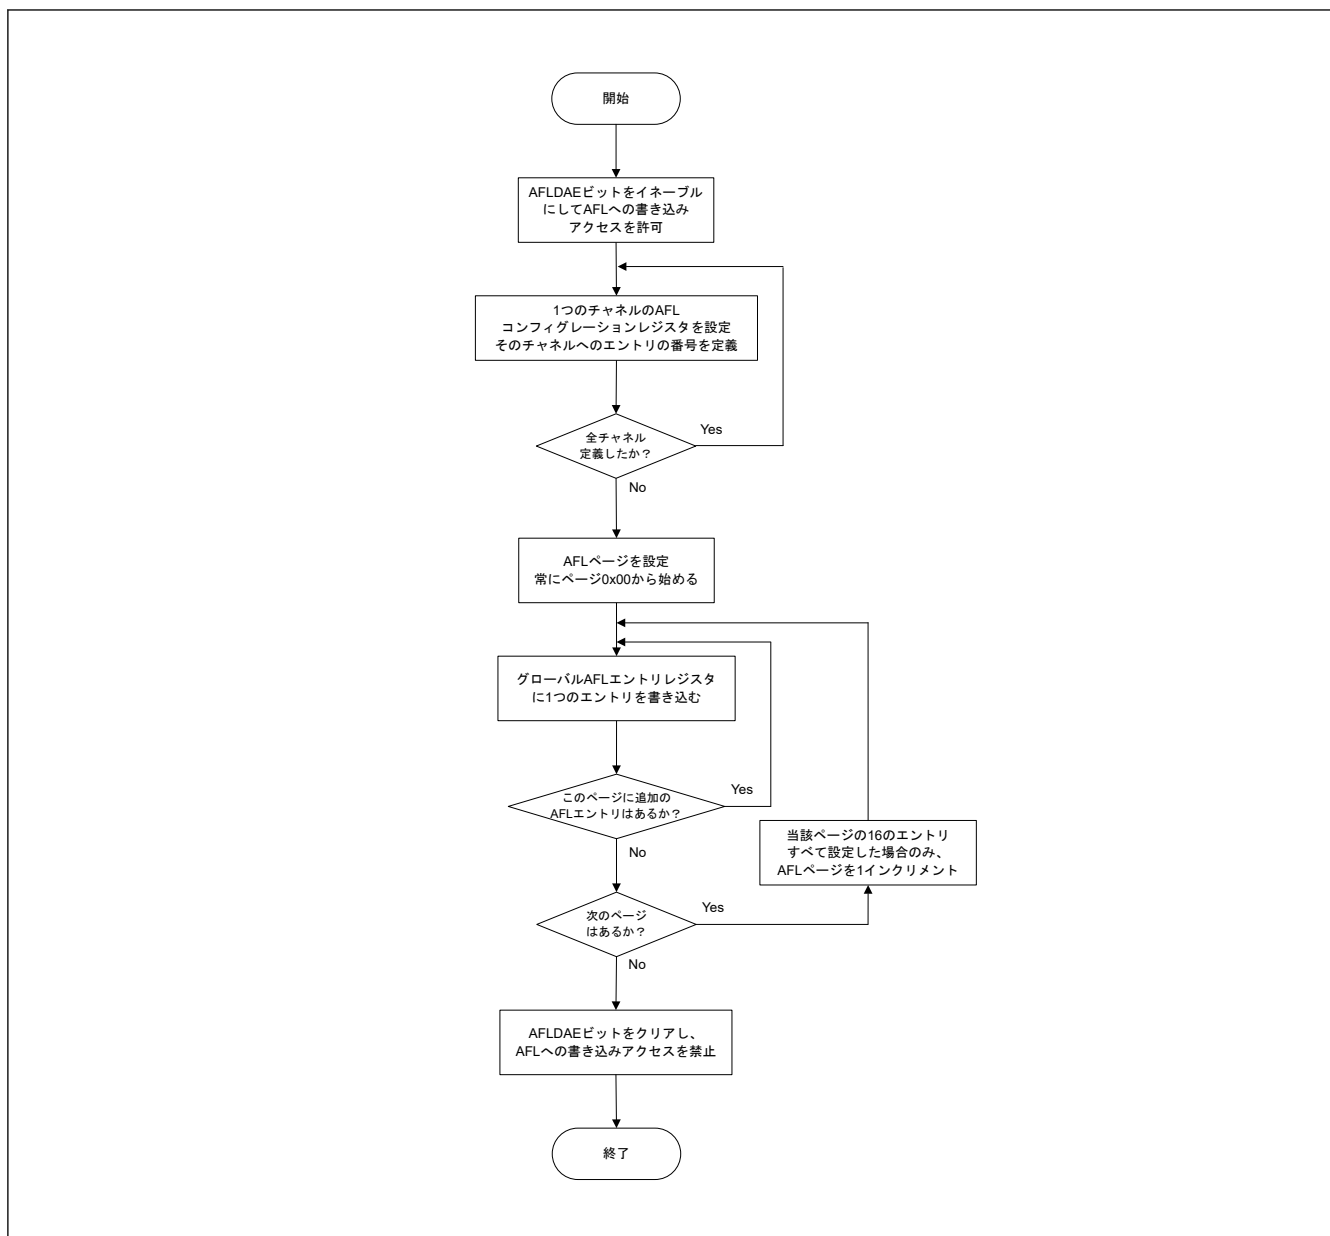 開始
AFLDAEビットをイネーブル
にしてAFLへの書き込み
アクセスを許可
1つのチャネルのAFL
コンフィグレーションレジスタを設定
そのチャネルへのエントリの番号を定義
全チャネル
定義したか？
Yes
No
AFLページを設定
常にページ0x00から始める
グローバルAFLエントリレジスタ
に1つのエントリを書き込む
このページに追加の
AFLエントリはあるか？
Yes
No
当該ページの16のエントリ
すべて設定した場合のみ、
AFLページを1インクリメント
次のページ
はあるか？
Yes
No
AFLDAEビットをクリアし、
AFLへの書き込みアクセスを禁止
終了